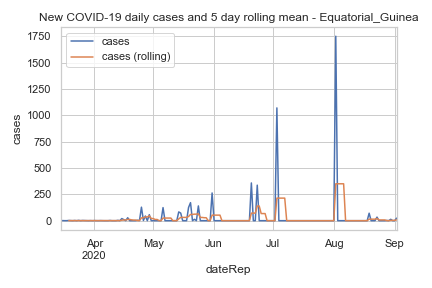 New COVID-19 daily cases and 5 day rolling mean - Equatorial_Guinea
cases
cases (rolling)
1750
1500
1250
1000
750
500
250
0
cases
Apr
2020
May
Jun
Jul
Aug
Sep
dateRep